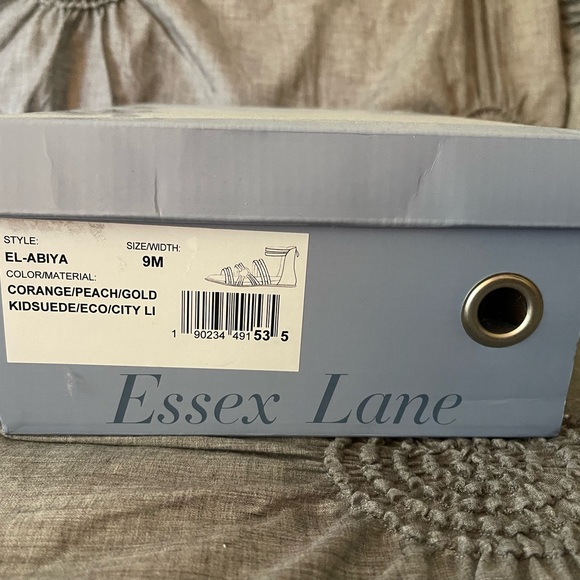 STYLE: SIZE/WIDTH:
EL-ABIYA 9M
COLOR/MATERIAL:
CORANGE/PEACH/GOLD
KIDSUEDE/ECO/CITY LI
1 90234 49153 5
Essex Lane